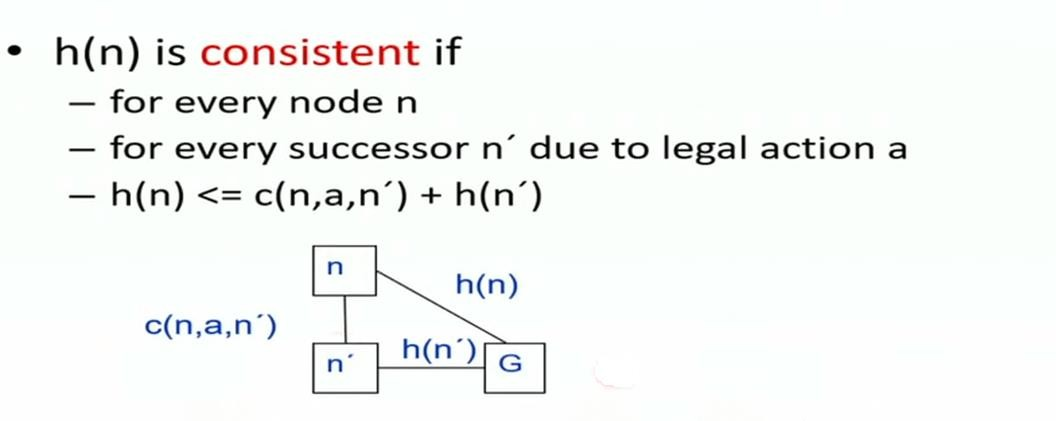 • h(n) is consistent if
– for every node n
– for every successor n´ due to legal action a
– h(n) <= c(n,a,n´) + h(n´)
n
h(n)
c(n,a,n´)
h(n´)
n´
G